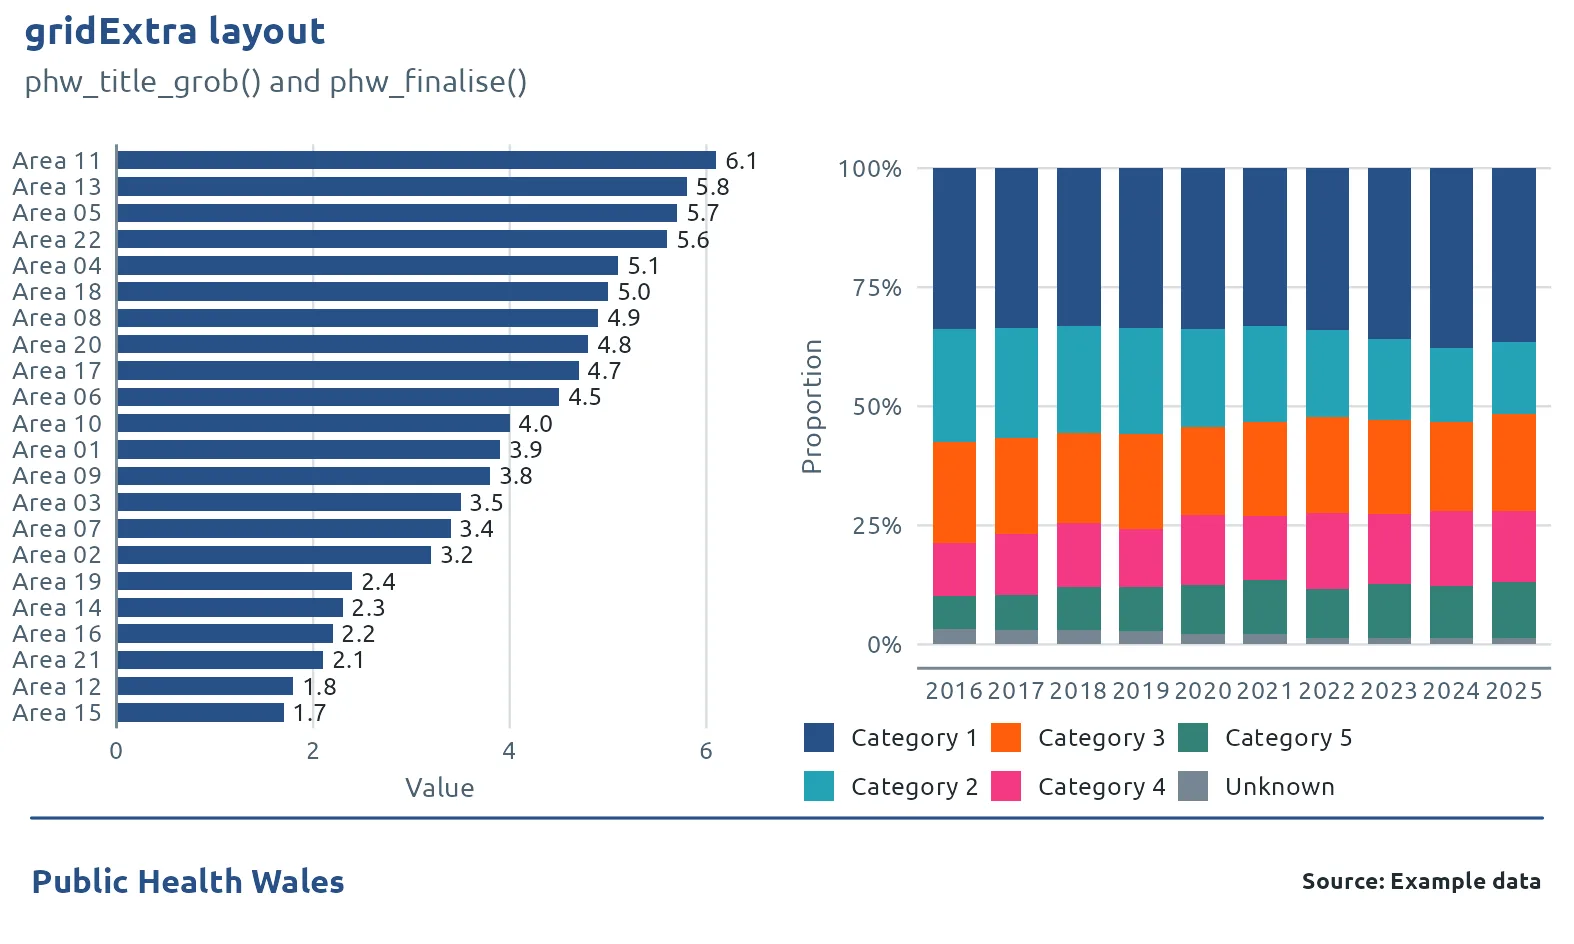 gridExtra layout
phw_title_grob() and phw_finalise()
Area 11 6.1
Area 13 5.8
Area 05 5.7
Area 22 5.6
Area 04 5.1
Area 18 5.0
Area 08 4.9
Area 20 4.8
Area 17 4.7
Area 06 4.5
Area 10 4.0
Area 01 3.9
Area 09 3.8
Area 03 3.5
Area 07 3.4
Area 02 3.2
Area 19 2.4
Area 14 2.3
Area 16 2.2
Area 21 2.1
Area 12 1.8
Area 15 1.7
0 2 4 6
Value
Proportion
100%
75%
50%
25%
0%
2016 2017 2018 2019 2020 2021 2022 2023 2024 2025
Category 1 Category 3 Category 5
Category 2 Category 4 Unknown
Public Health Wales
Source: Example data